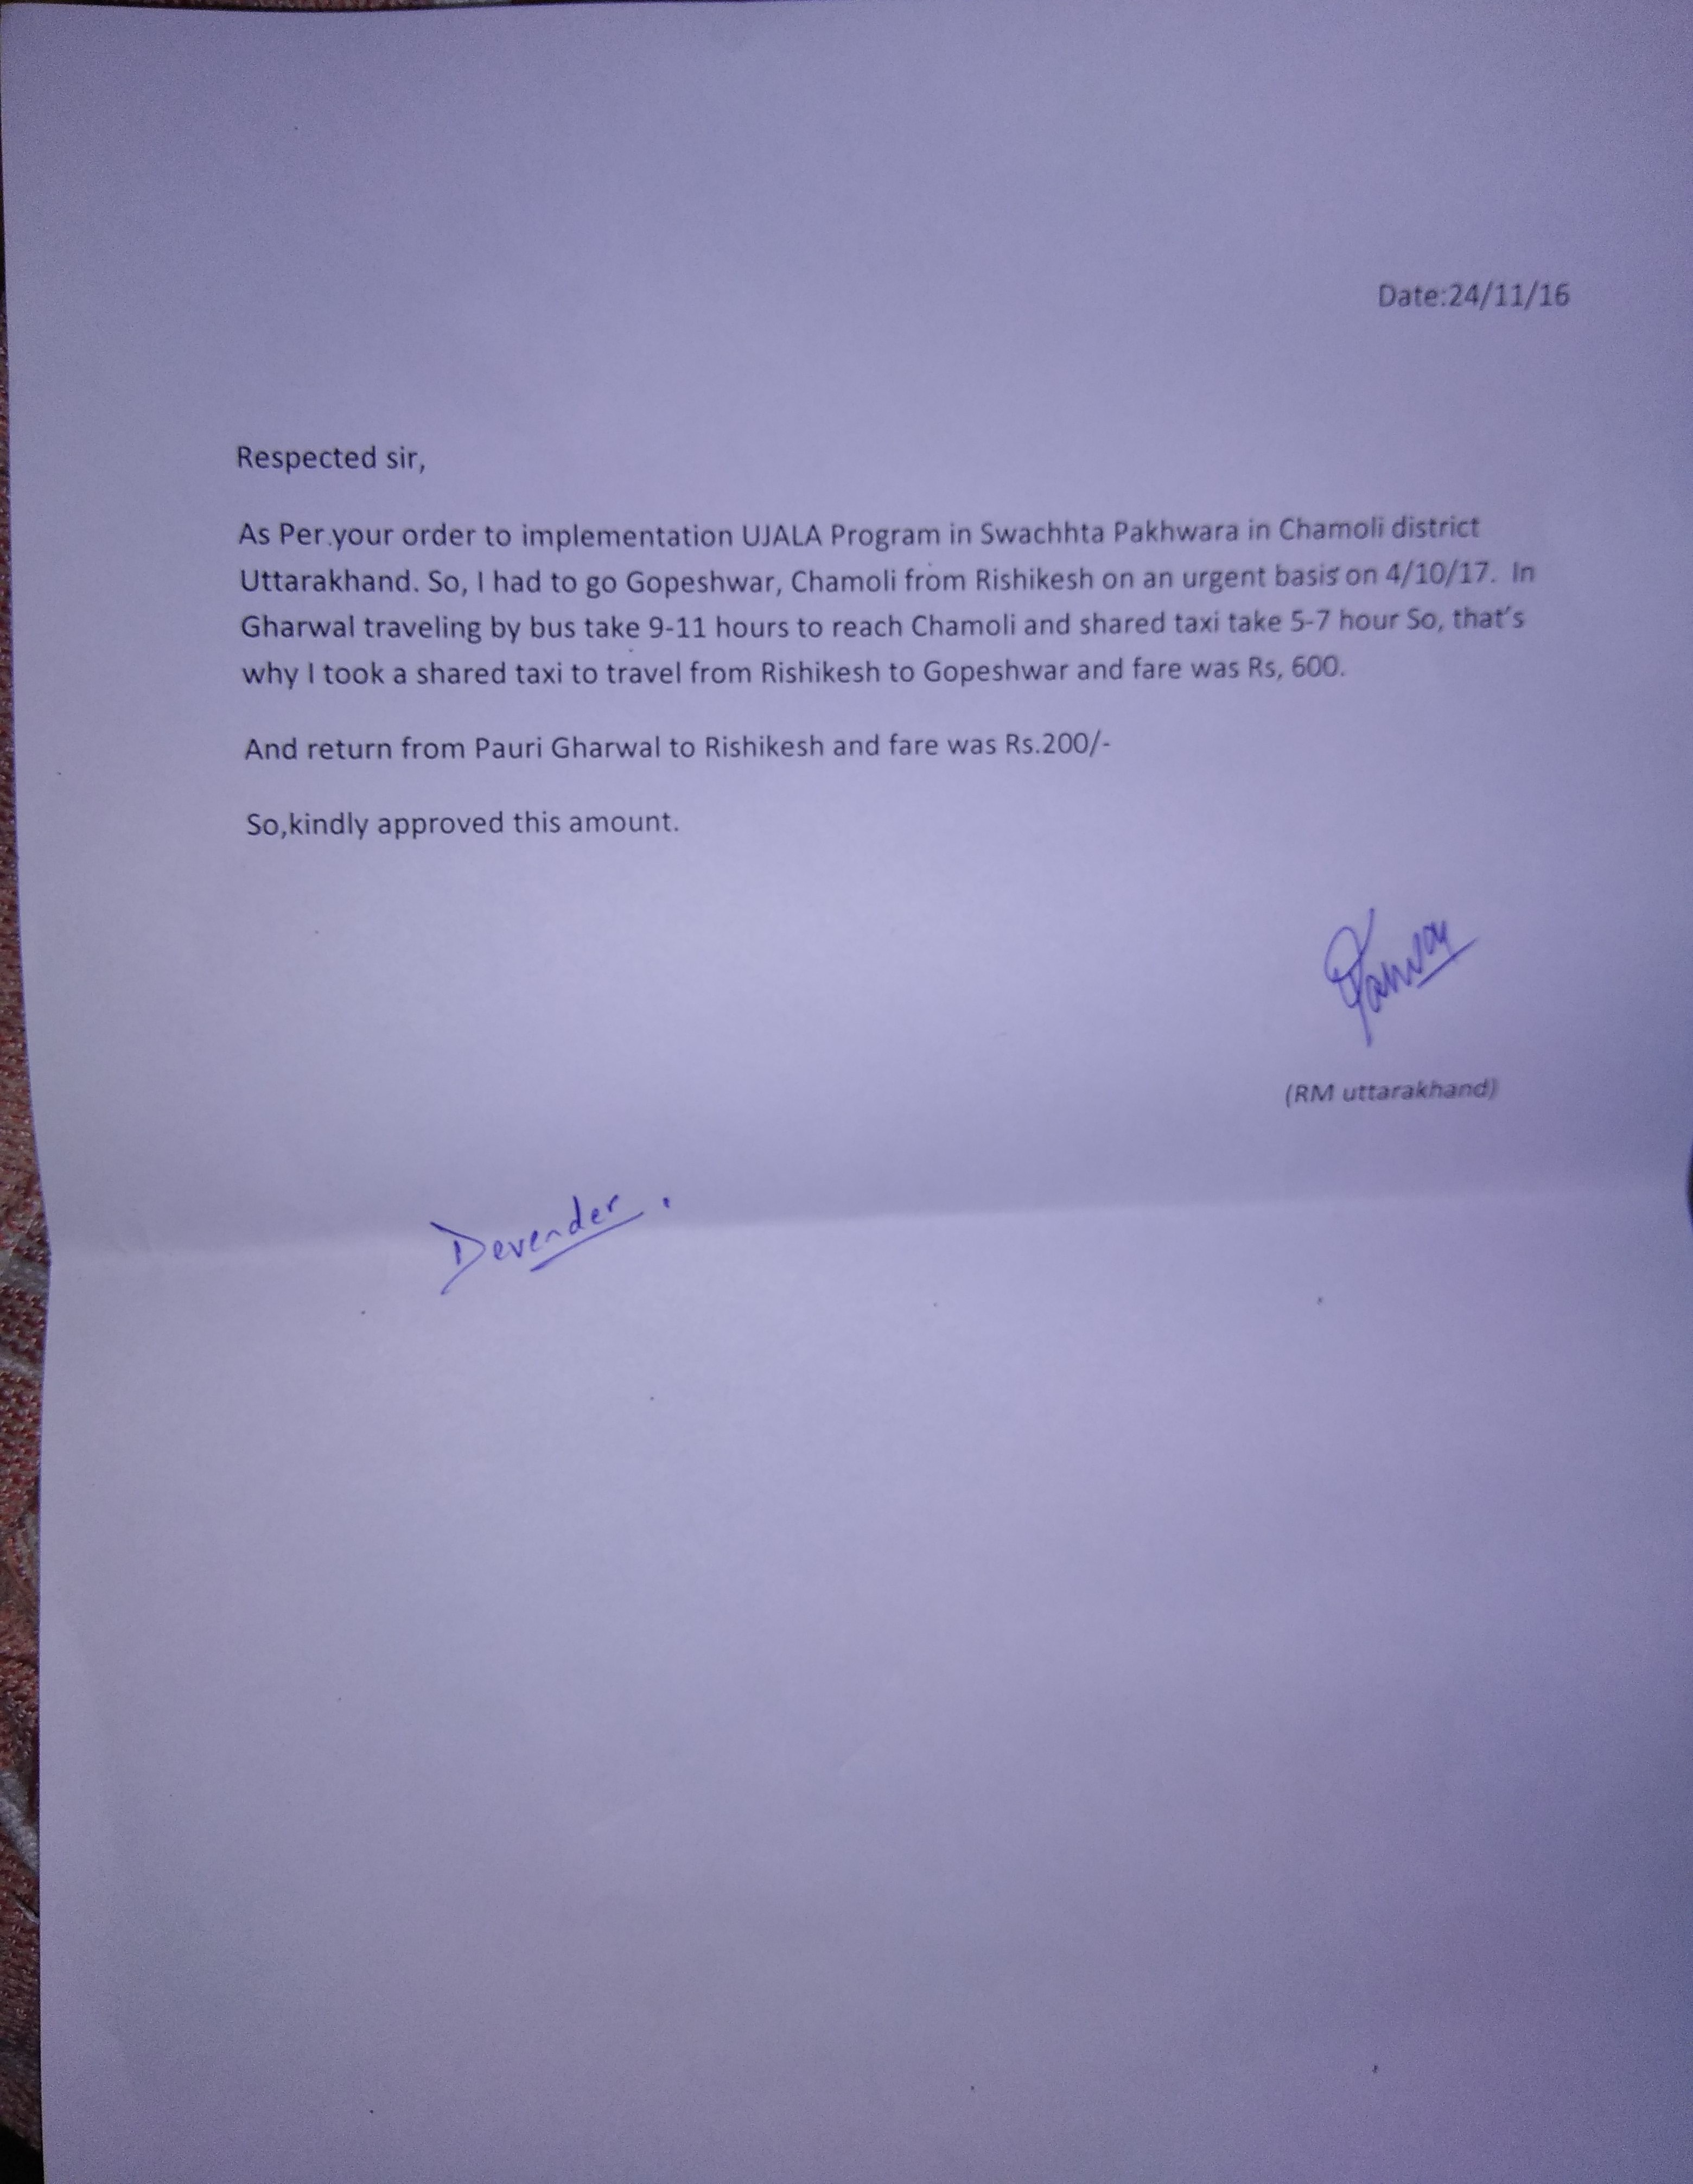 Date:24/11/16
Respected sir,
As Per your order to implementation UJALA Program in Swachhta Pakhwara in Chamoli district
Uttarakhand. So, I had to go Gopeshwar, Chamoli from Rishikesh on an urgent basis on 4/10/17. In
Gharwal traveling by bus take 9-11 hours to reach Chamoli and shared taxi take 5-7 hour So, that's
why I took a shared taxi to travel from Rishikesh to Gopeshwar and fare was Rs, 600.
And return from Pauri Gharwal to Rishikesh and fare was Rs.200/-
So,kindly approved this amount.
(RM uttarakhand)
Devender.